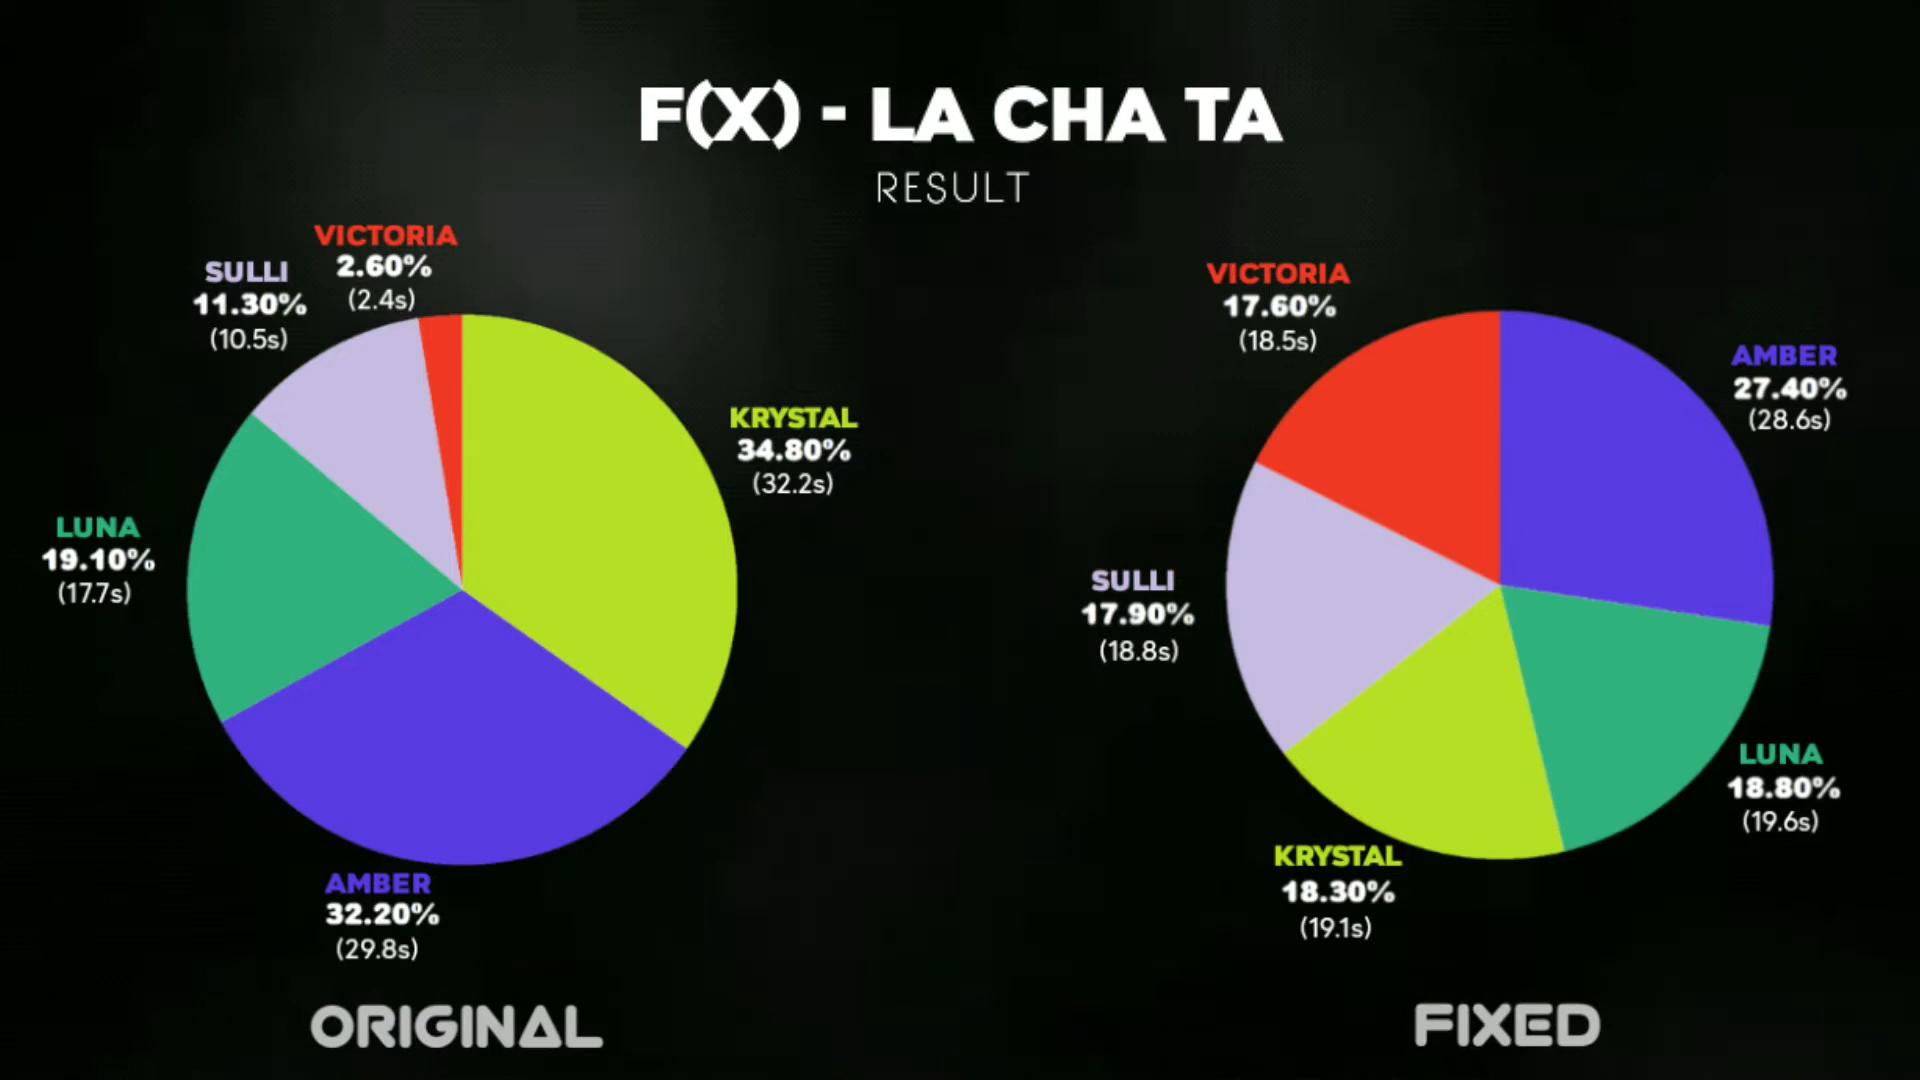 F(X) - LA CHA TA
RESULT
VICTORIA
2.60%
(2.4s)
SULLI
11.30%
(10.5s)
KRYSTAL
34.80%
(32.2s)
LUNA
19.10%
(17.7s)
AMBER
32.20%
(29.8s)
ORIGINAL
VICTORIA
17.60%
(18.5s)
AMBER
27.40%
(28.6s)
SULLI
17.90%
(18.8s)
LUNA
18.80%
(19.6s)
KRYSTAL
18.30%
(19.1s)
FIXED